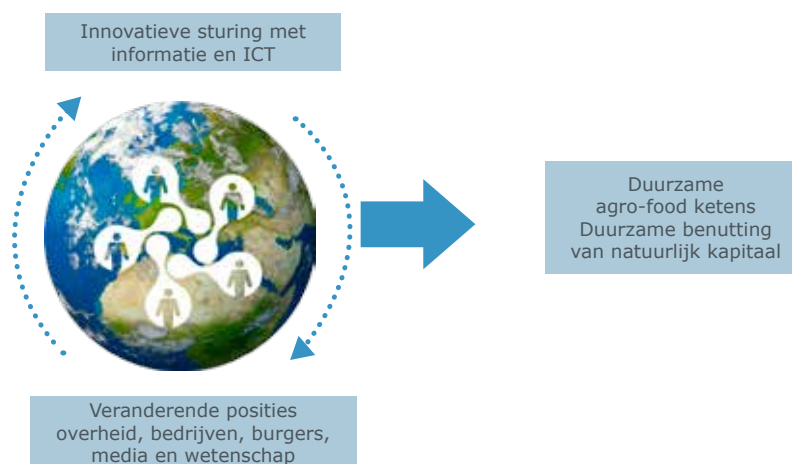 Innovatieve sturing met
informatie en ICT
Duurzame
agro-food ketens
Duurzame benutting
van natuurlijk kapitaal
Veranderende posities
overheid, bedrijven, burgers,
media en wetenschap